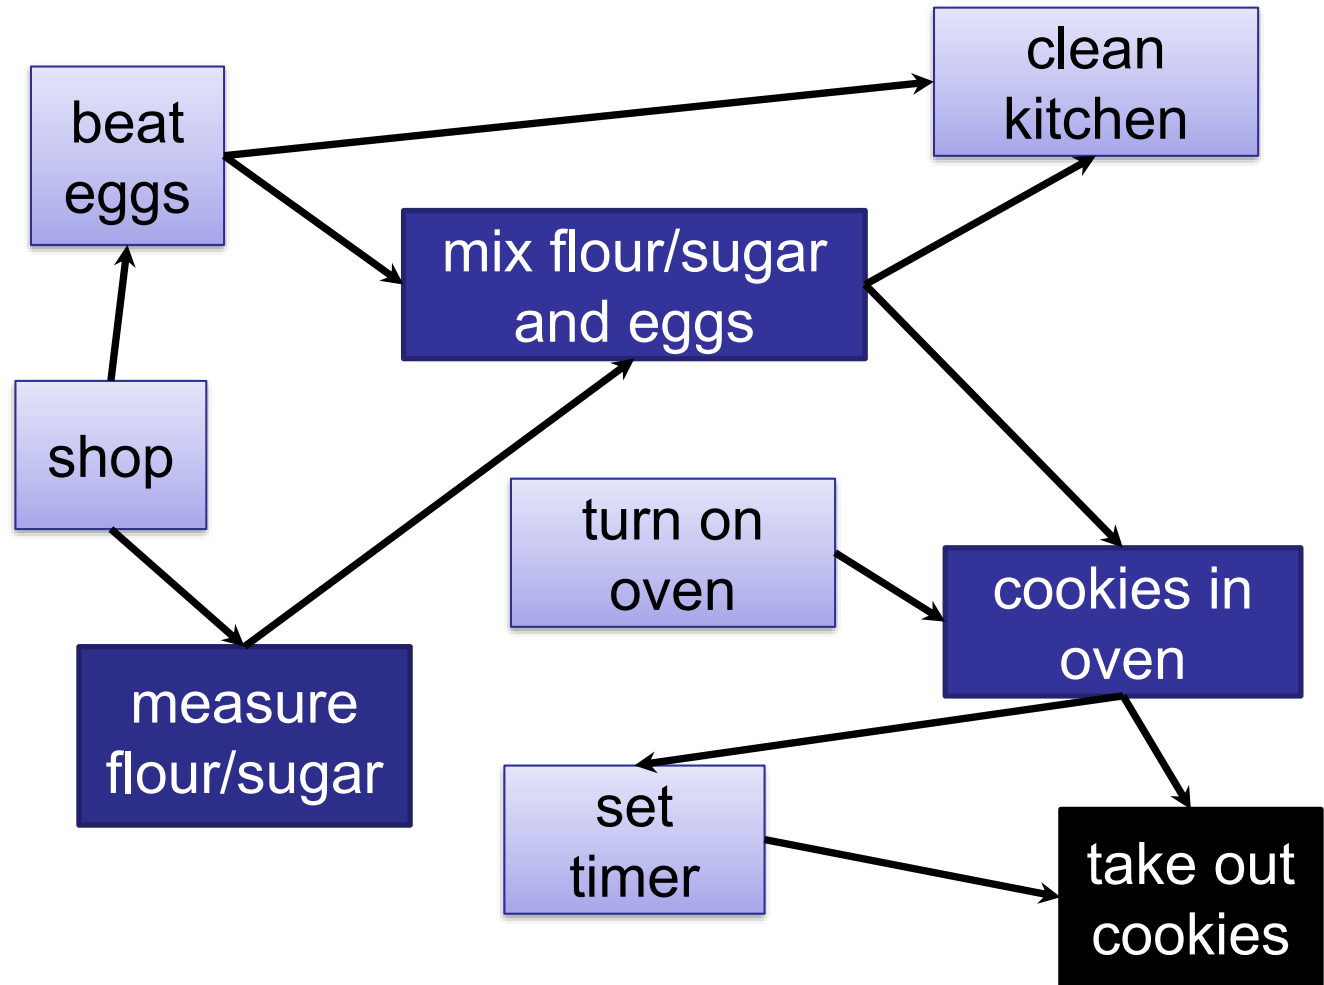 clean
kitchen
beat
eggs
mix flour/sugar
and eggs
shop
turn on
oven
cookies in
oven
measure
flour/sugar
set
timer
take out
cookies